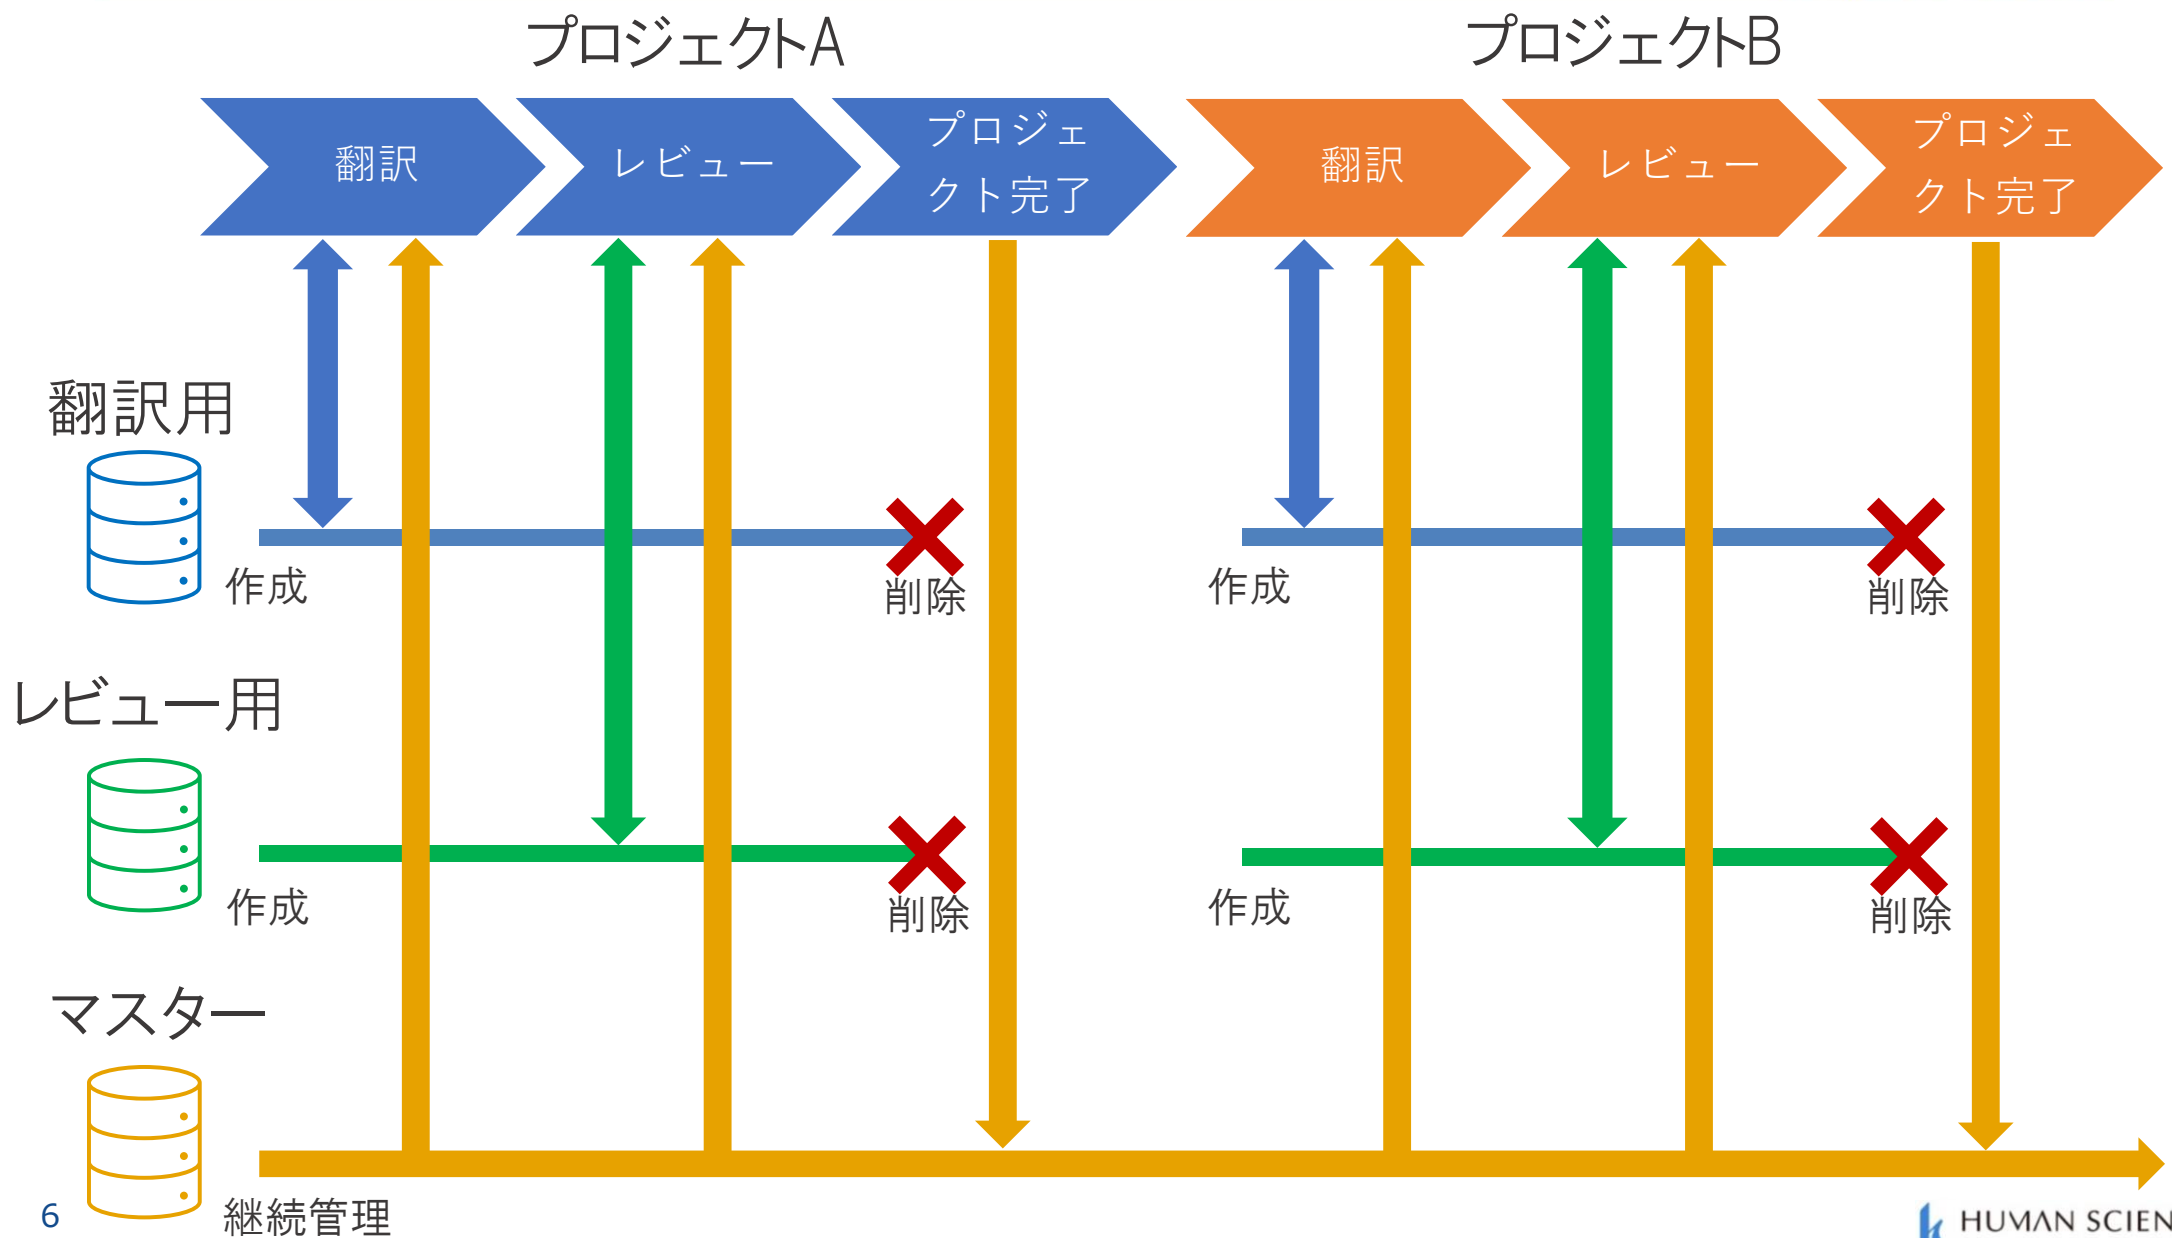 プロジェクトA
プロジェクトB
翻訳
レビュー
プロジェ
クト完了
翻訳
レビュー
プロジェ
クト完了
翻訳用
作成
削除
作成
削除
レビュー用
作成
削除
作成
削除
マスター
継続管理
6
HUMAN SCIEN